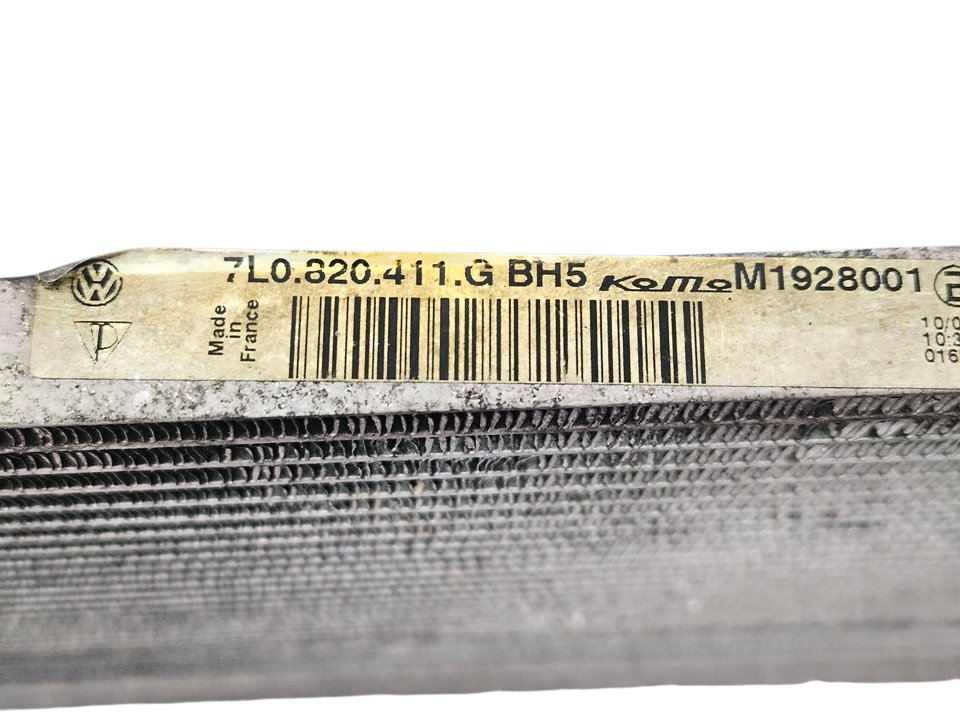 7L0.820.411.G BH5 KoMo M1928001
Made
in
France